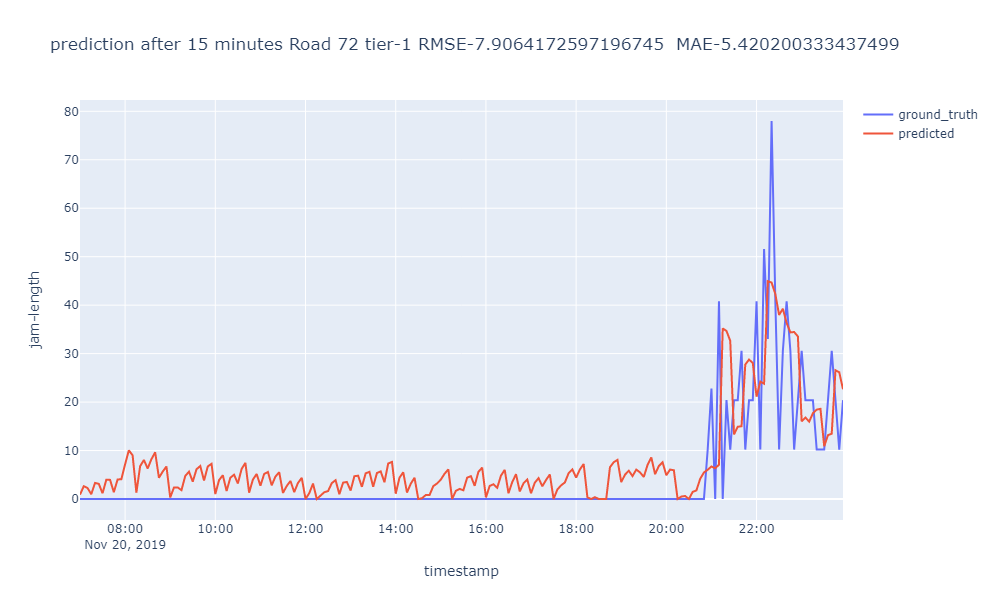 prediction after 15 minutes Road 72 tier-1 RMSE-7.9064172597196745  MAE-5.420200333437499
ground_truth
predicted
80
70
60
50
40
30
20
10
0
jam-length
08:00 10:00 12:00 14:00 16:00 18:00 20:00 22:00
Nov 20, 2019
timestamp